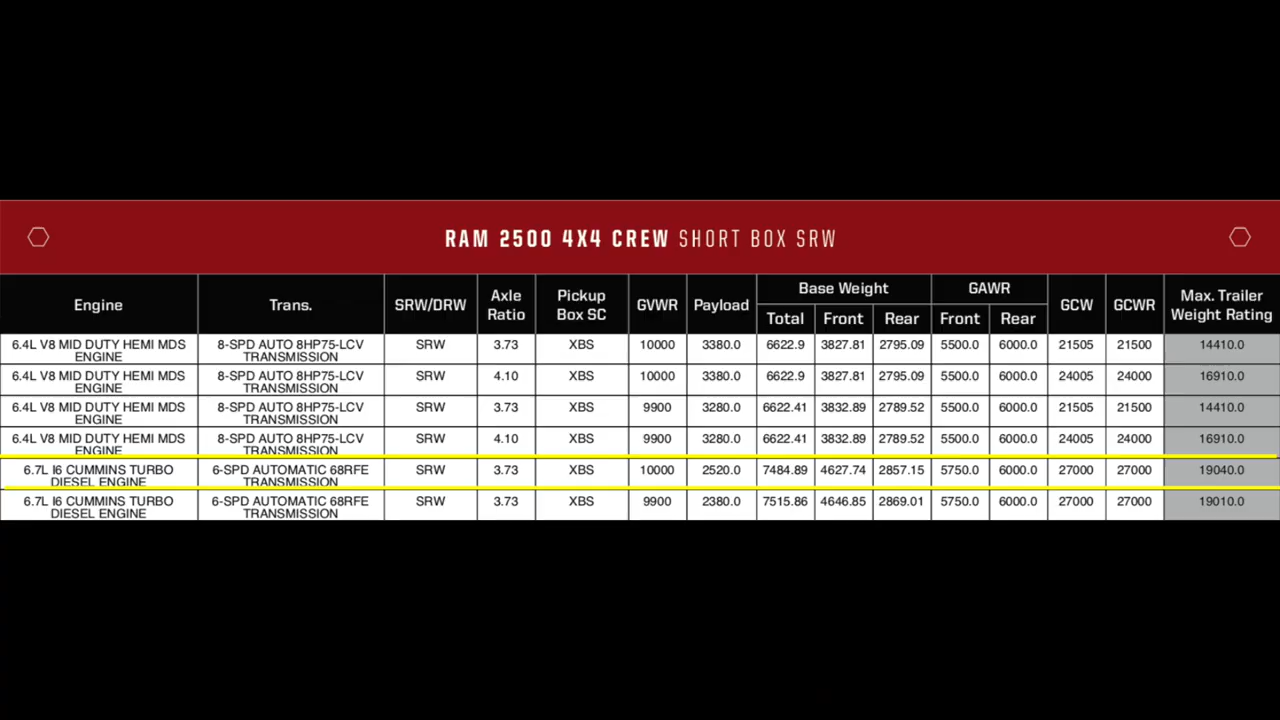 RAM 2500 4X4 CREW SHORT BOX SRW
Engine Trans. SRW/DRW Axle Ratio Pickup Box SC GVWR Payload Base Weight GAWR GCW GCWR Max. Trailer Weight Rating
Total Front Rear Front Rear
6.4L V8 MID DUTY HEMI MDS ENGINE 8-SPD AUTO 8HP75-LCV TRANSMISSION SRW 3.73 XBS 10000 3380.0 6622.9 3827.81 2795.09 5500.0 6000.0 21505 21500 14410.0
6.4L V8 MID DUTY HEMI MDS ENGINE 8-SPD AUTO 8HP75-LCV TRANSMISSION SRW 4.10 XBS 10000 3380.0 6622.9 3827.81 2795.09 5500.0 6000.0 24005 24000 16910.0
6.4L V8 MID DUTY HEMI MDS ENGINE 8-SPD AUTO 8HP75-LCV TRANSMISSION SRW 3.73 XBS 9900 3280.0 6622.41 3832.89 2789.52 5500.0 6000.0 21505 21500 14410.0
6.4L V8 MID DUTY HEMI MDS ENGINE 8-SPD AUTO 8HP75-LCV TRANSMISSION SRW 4.10 XBS 9900 3280.0 6622.41 3832.89 2789.52 5500.0 6000.0 24005 24000 16910.0
6.7L I6 CUMMINS TURBO DIESEL ENGINE 6-SPD AUTOMATIC 68RFE TRANSMISSION SRW 3.73 XBS 10000 2520.0 7484.89 4627.74 2857.15 5750.0 6000.0 27000 27000 19040.0
6.7L I6 CUMMINS TURBO DIESEL ENGINE 6-SPD AUTOMATIC 68RFE TRANSMISSION SRW 3.73 XBS 9900 2380.0 7515.86 4646.85 2869.01 5750.0 6000.0 27000 27000 19010.0